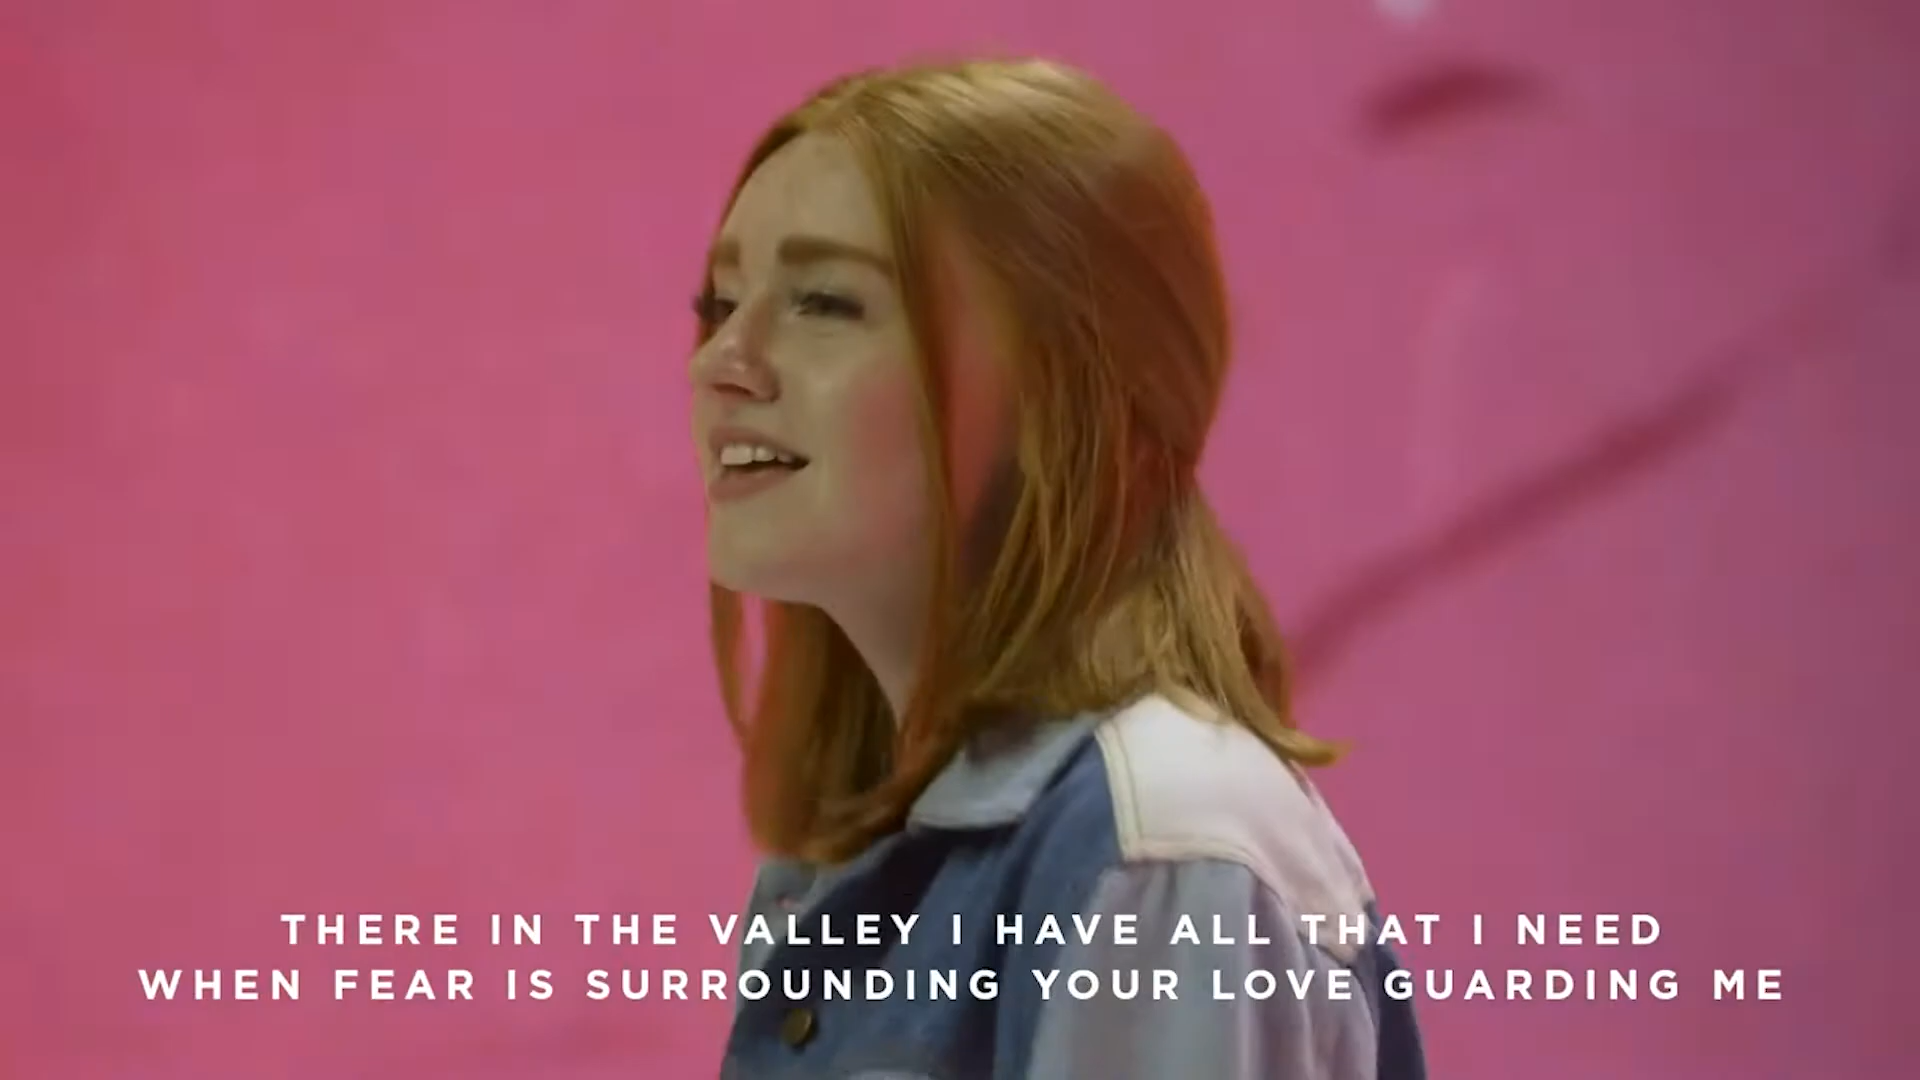 THERE IN THE VALLEY I HAVE ALL THAT I NEED
WHEN FEAR IS SURROUNDING YOUR LOVE GUARDING ME